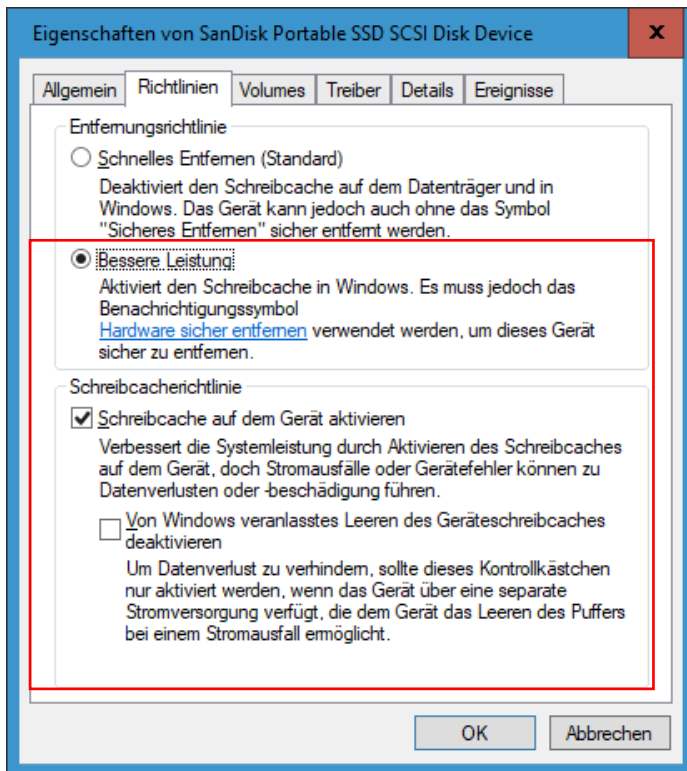 Eigenschaften von SanDisk Portable SSD SCSI Disk Device
x
Allgemein Richtlinien Volumes Treiber Details Ereignisse
Entfernungsrichtlinie
Schnelles Entfernen (Standard)
Deaktiviert den Schreibcache auf dem Datenträger und in
Windows. Das Gerät kann jedoch auch ohne das Symbol
"Sicheres Entfernen" sicher entfernt werden.
Bessere Leistung
Aktiviert den Schreibcache in Windows. Es muss jedoch das
Benachrichtigungssymbol
Hardware sicher entfernen verwendet werden, um dieses Gerät
sicher zu entfernen.
Schreibcacherichtlinie
Schreibcache auf dem Gerät aktivieren
Verbessert die Systemleistung durch Aktivieren des Schreibcaches
auf dem Gerät, doch Stromausfälle oder Gerätefehler können zu
Datenverlusten oder -beschädigung führen.
Von Windows veranlasstes Leeren des Geräteschreibcaches
deaktivieren
Um Datenverlust zu verhindern, sollte dieses Kontrollkästchen
nur aktiviert werden, wenn das Gerät über eine separate
Stromversorgung verfügt, die dem Gerät das Leeren des Puffers
bei einem Stromausfall ermöglicht.
OK Abbrechen